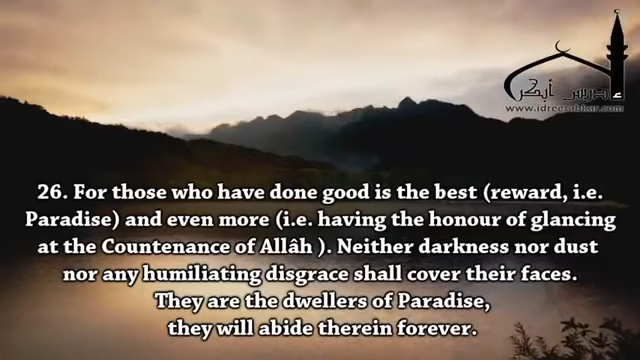 إدريس أبكر
www.idreesabkar.com
26. For those who have done good is the best (reward, i.e.
Paradise) and even more (i.e. having the honour of glancing
at the Countenance of Allâh ). Neither darkness nor dust
nor any humiliating disgrace shall cover their faces.
They are the dwellers of Paradise,
they will abide therein forever.